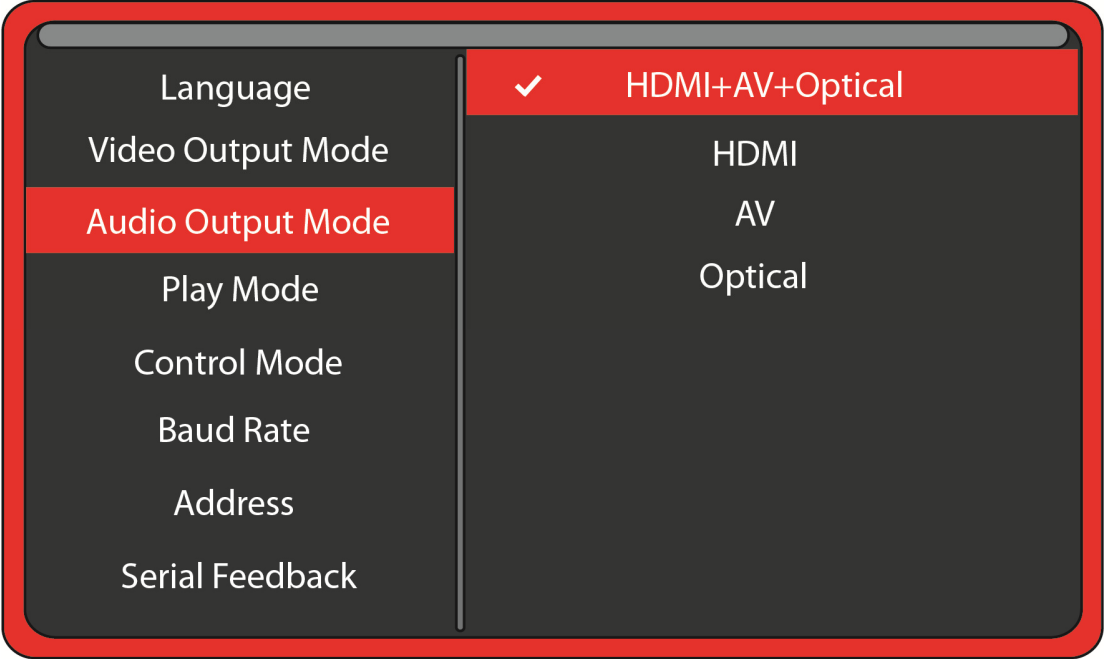 Language
Video Output Mode
Audio Output Mode
Play Mode
Control Mode
Baud Rate
Address
Serial Feedback
HDMI+AV+Optical
HDMI
AV
Optical